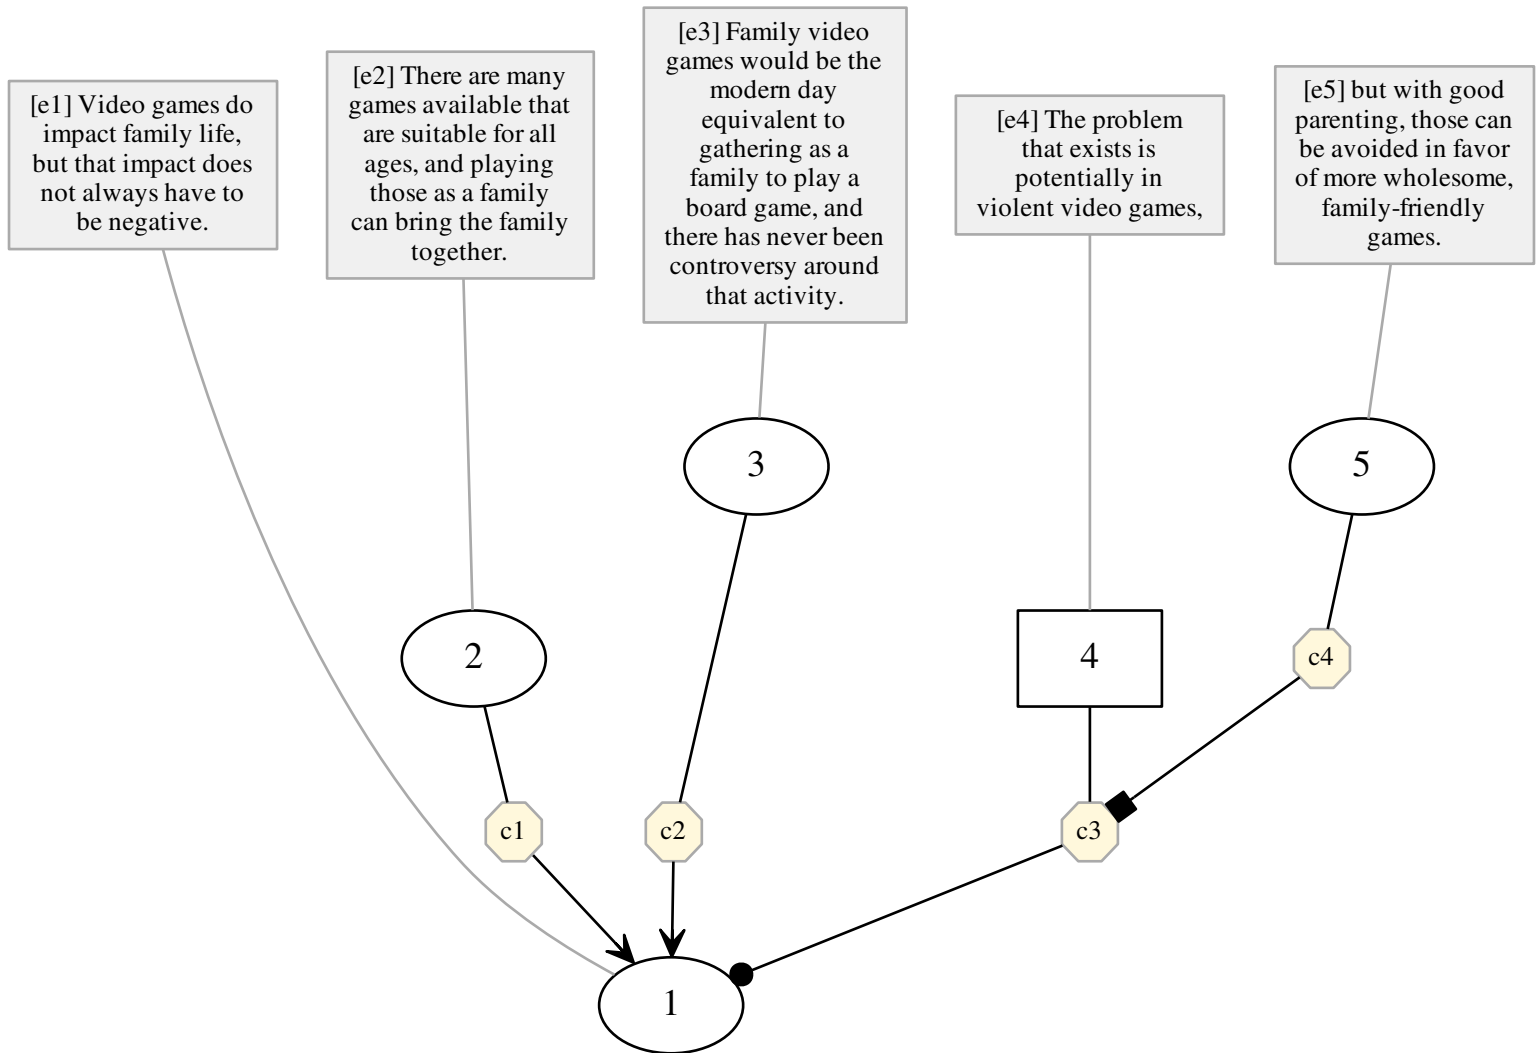 [e1] Video games do
impact family life,
but that impact does
not always have to
be negative.
[e2] There are many
games available that
are suitable for all
ages, and playing
those as a family
can bring the family
together.
[e3] Family video
games would be the
modern day
equivalent to
gathering as a
family to play a
board game, and
there has never been
controversy around
that activity.
[e4] The problem
that exists is
potentially in
violent video games,
[e5] but with good
parenting, those can
be avoided in favor
of more wholesome,
family-friendly
games.
3
5
2
4
c4
c1
c2
c3
1